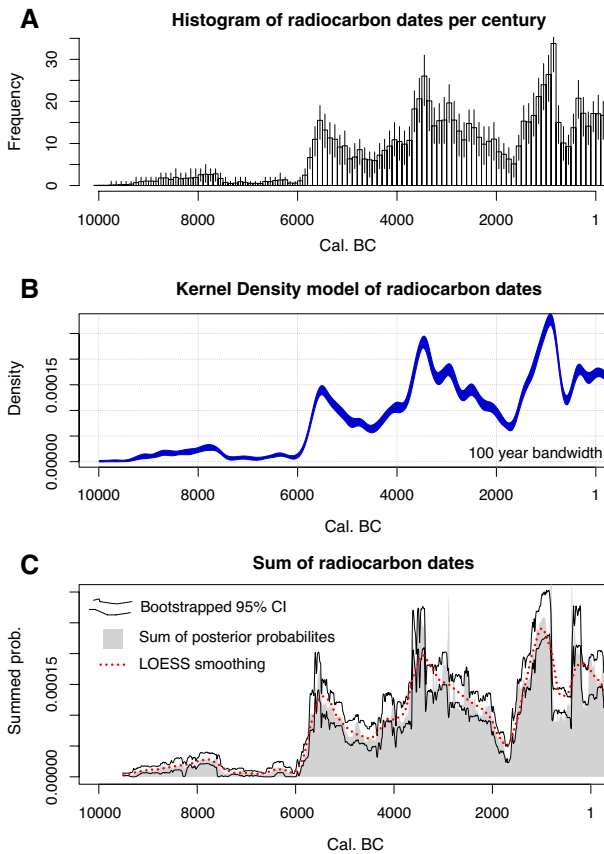 A
Histogram of radiocarbon dates per century
Frequency
0 10 20 30
10000 8000 6000 4000 2000 1
Cal. BC
B
Kernel Density model of radiocarbon dates
Density
0.00000 0.00015
100 year bandwidth
10000 8000 6000 4000 2000 1
Cal. BC
C
Sum of radiocarbon dates
Summed prob.
0.00000 0.00015
Bootstrapped 95% CI
Sum of posterior probabilites
LOESS smoothing
10000 8000 6000 4000 2000 1
Cal. BC